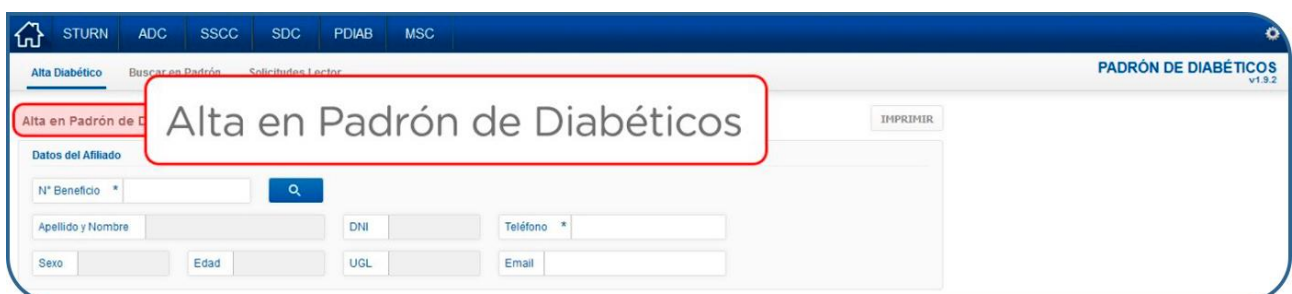 STURN ADC SSCC SDC PDIAB MSC
Alta Diabético Buscar en Padrón Solicitudes Lector PADRÓN DE DIABÉTICOS
v1.9.2
Alta en Padrón de
Alta en Padrón de Diabéticos
IMPRIMIR
Datos del Afiliado
N° Beneficio *
Apellido y Nombre DNI Teléfono *
Sexo Edad UGL Email